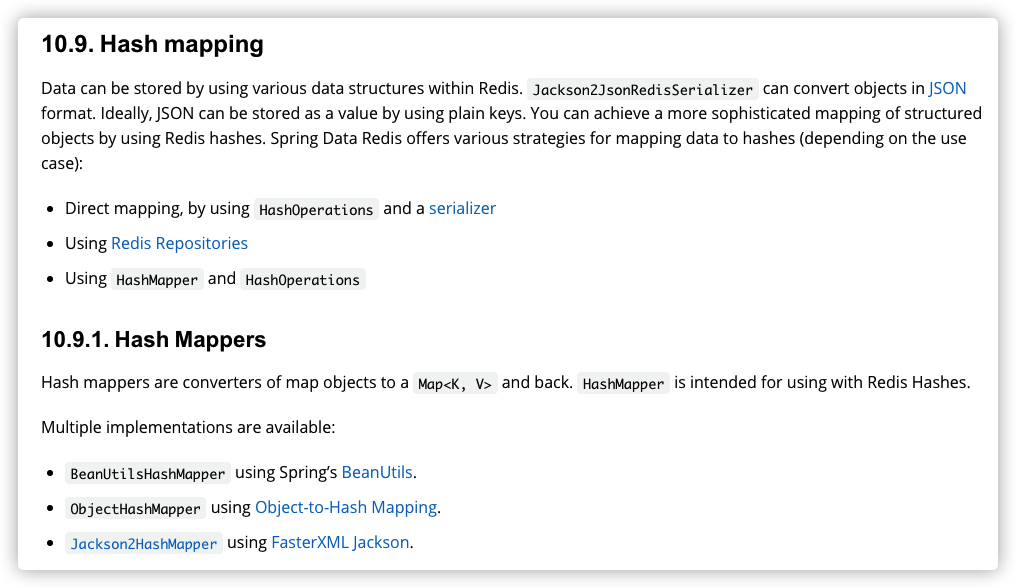 10.9. Hash mapping
Data can be stored by using various data structures within Redis. Jackson2JsonRedisSerializer can convert objects in JSON
format. Ideally, JSON can be stored as a value by using plain keys. You can achieve a more sophisticated mapping of structured
objects by using Redis hashes. Spring Data Redis offers various strategies for mapping data to hashes (depending on the use
case):
• Direct mapping, by using HashOperations and a serializer
• Using Redis Repositories
• Using HashMapper and HashOperations
10.9.1. Hash Mappers
Hash mappers are converters of map objects to a Map<K, V> and back. HashMapper is intended for using with Redis Hashes.
Multiple implementations are available:
• BeanUtilsHashMapper using Spring’s BeanUtils.
• ObjectHashMapper using Object-to-Hash Mapping.
• Jackson2HashMapper using FasterXML Jackson.